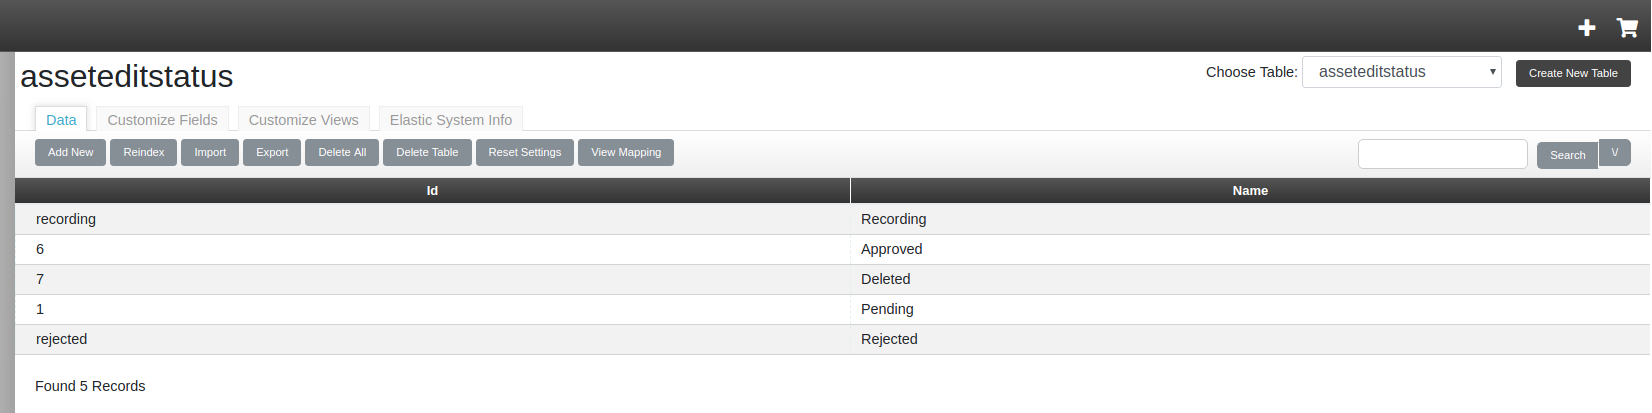 asseteditstatus
Choose Table: asseteditstatus Create New Table
Data Customize Fields Customize Views Elastic System Info
Add New Reindex Import Export Delete All Delete Table Reset Settings View Mapping Search \/
Id Name
recording Recording
6 Approved
7 Deleted
1 Pending
rejected Rejected
Found 5 Records